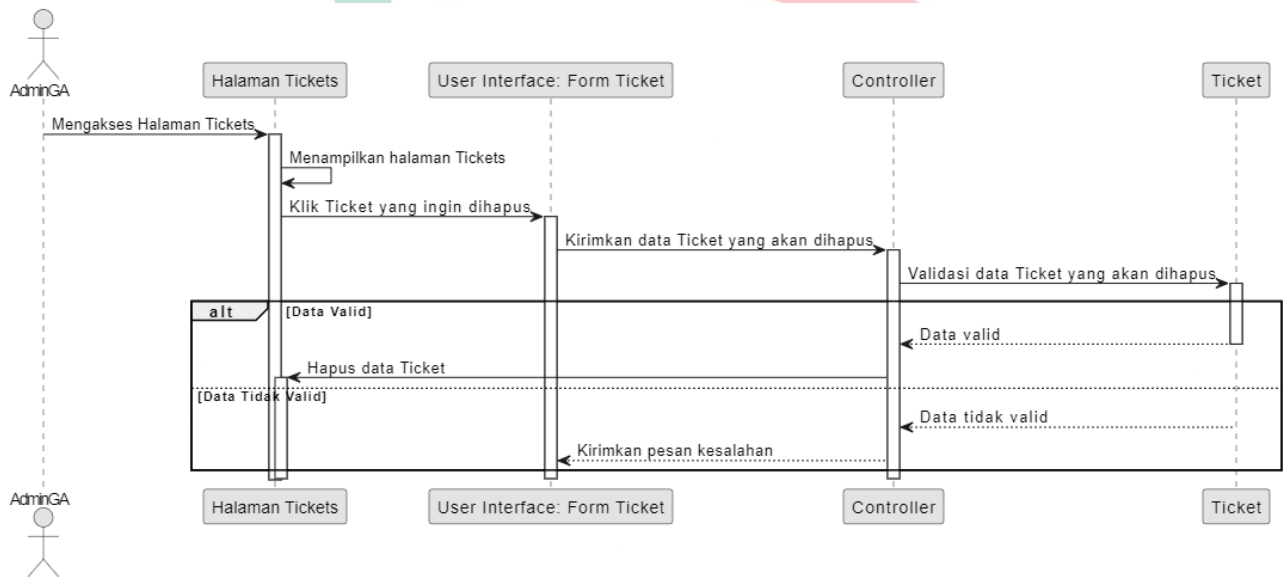 AdminGA
Halaman Tickets
User Interface: Form Ticket
Controller
Ticket
Mengakses Halaman Tickets
Menampilkan halaman Tickets
Klik Ticket yang ingin dihapus
Kirimkan data Ticket yang akan dihapus
Validasi data Ticket yang akan dihapus
alt
[Data Valid]
Data valid
Hapus data Ticket
[Data Tidak Valid]
Data tidak valid
Kirimkan pesan kesalahan
AdminGA
Halaman Tickets
User Interface: Form Ticket
Controller
Ticket